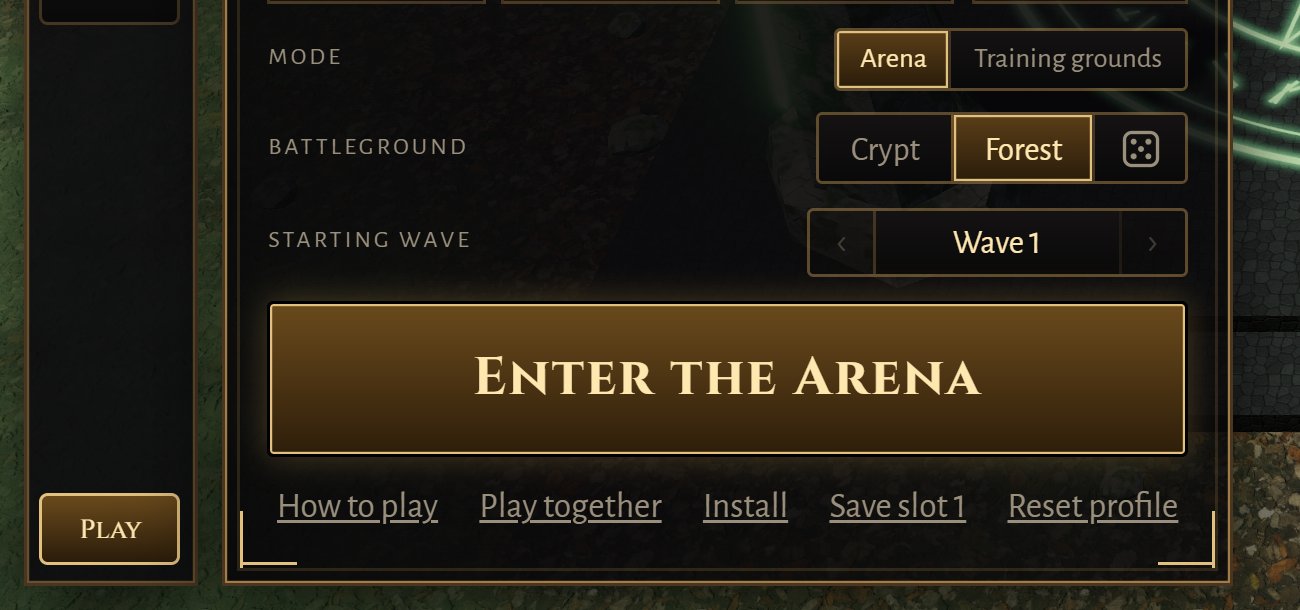 MODE
Arena
Training grounds
BATTLEGROUND
Crypt
Forest
STARTING WAVE
‹
Wave 1
›
Enter the Arena
How to play
Play together
Install
Save slot 1
Reset profile
Play